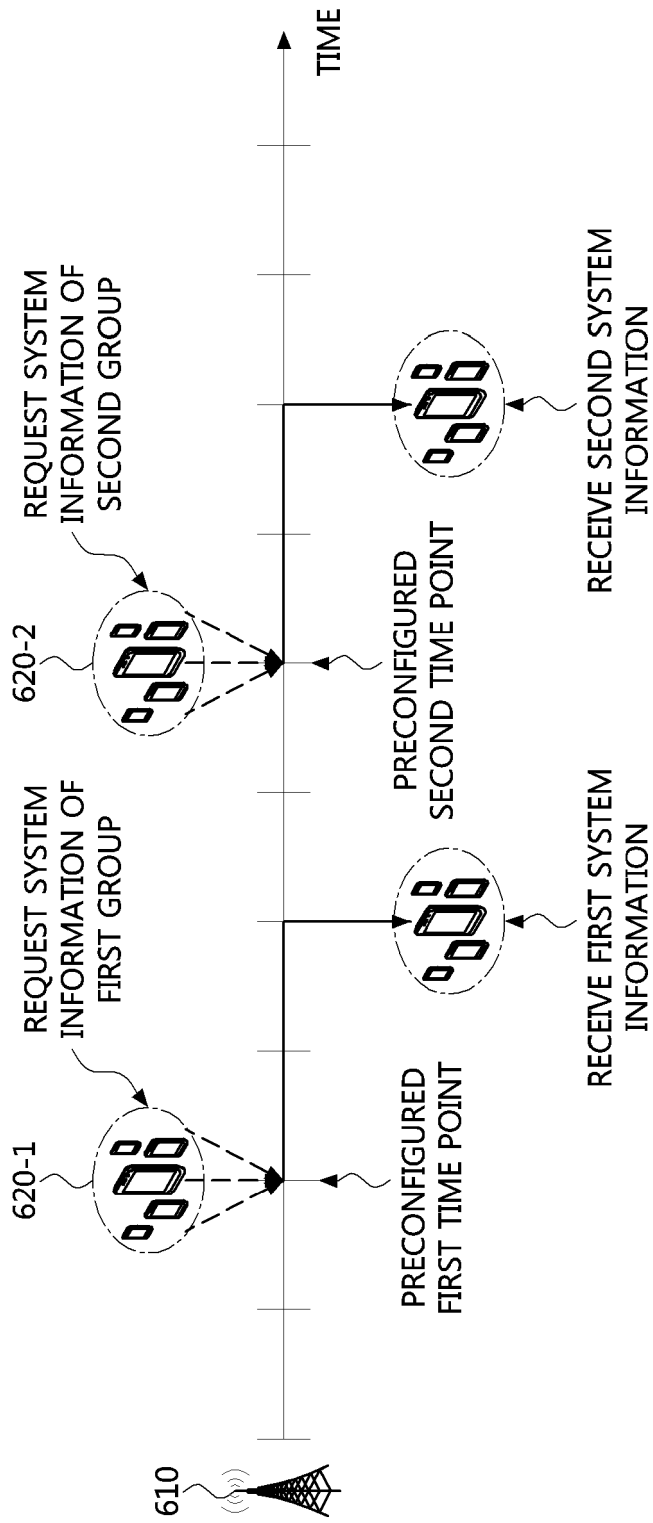 610
620-1
REQUEST SYSTEM
INFORMATION OF
FIRST GROUP
620-2
REQUEST SYSTEM
INFORMATION OF
SECOND GROUP
TIME
PRECONFIGURED
FIRST TIME POINT
PRECONFIGURED
SECOND TIME POINT
RECEIVE FIRST SYSTEM
INFORMATION
RECEIVE SECOND SYSTEM
INFORMATION